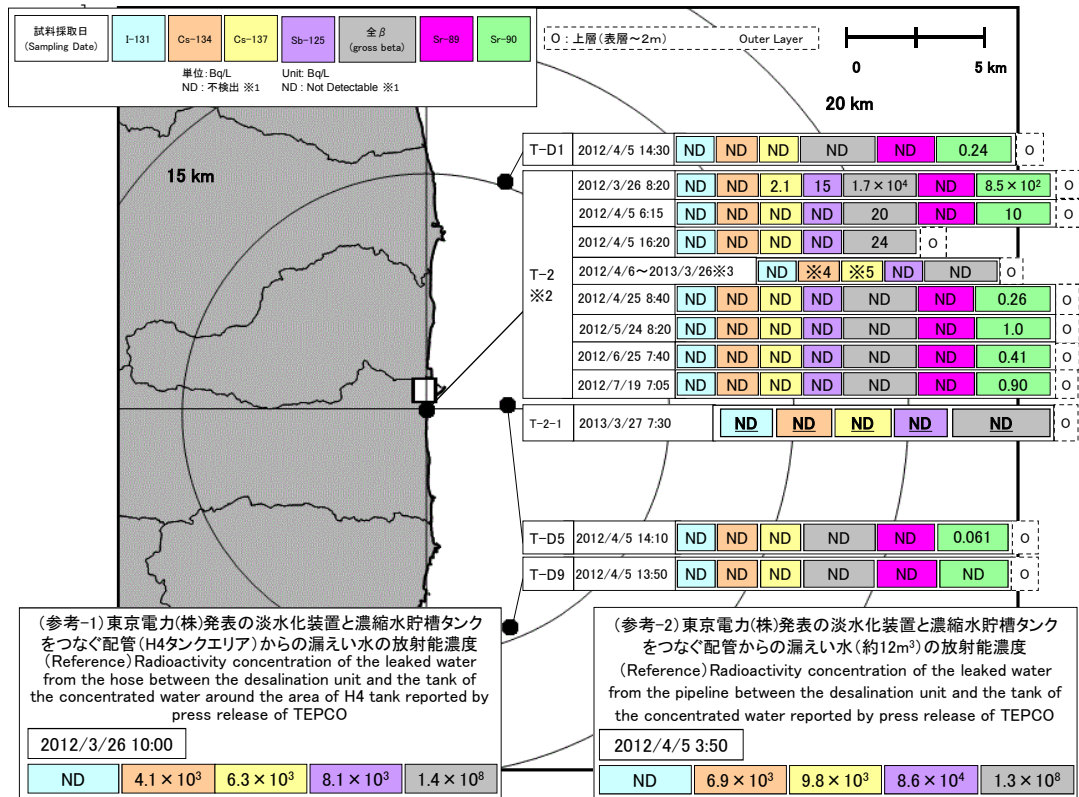 試料採取日
(Sampling Date)
I-131
Cs-134
Cs-137
Sb-125
全β
(gross beta)
Sr-89
Sr-90
単位:Bq/L
Unit: Bq/L
ND : 不検出 ※1
ND : Not Detectable ※1
O : 上層(表層~2m)
Outer Layer
0
5 km
20 km
15 km
T-D1 2012/4/5 14:30 ND ND ND ND ND 0.24 O
T-2
※2
2012/3/26 8:20 ND ND 2.1 15 1.7 × 10⁴ ND 8.5 × 10² O
2012/4/5 6:15 ND ND ND ND 20 ND 10 O
2012/4/5 16:20 ND ND ND ND 24 O
2012/4/6~2013/3/26※3 ND ※4 ※5 ND ND O
2012/4/25 8:40 ND ND ND ND ND ND 0.26 O
2012/5/24 8:20 ND ND ND ND ND ND 1.0 O
2012/6/25 7:40 ND ND ND ND ND ND 0.41 O
2012/7/19 7:05 ND ND ND ND ND ND 0.90 O
T-2-1 2013/3/27 7:30 ND ND ND ND ND O
T-D5 2012/4/5 14:10 ND ND ND ND ND 0.061 O
T-D9 2012/4/5 13:50 ND ND ND ND ND ND O
(参考-1)東京電力(株)発表の淡水化装置と濃縮水貯槽タンク
をつなぐ配管(H4タンクエリア)からの漏えい水の放射能濃度
(Reference) Radioactivity concentration of the leaked water
from the hose between the desalination unit and the tank of
the concentrated water around the area of H4 tank reported by
press release of TEPCO
2012/3/26 10:00
ND 4.1 × 10³ 6.3 × 10³ 8.1 × 10³ 1.4 × 10⁸
(参考-2)東京電力(株)発表の淡水化装置と濃縮水貯槽タンク
をつなぐ配管からの漏えい水(約12m³)の放射能濃度
(Reference) Radioactivity concentration of the leaked water
from the pipeline between the desalination unit and the tank of
the concentrated water reported by press release of TEPCO
2012/4/5 3:50
ND 6.9 × 10³ 9.8 × 10³ 8.6 × 10⁴ 1.3 × 10⁸